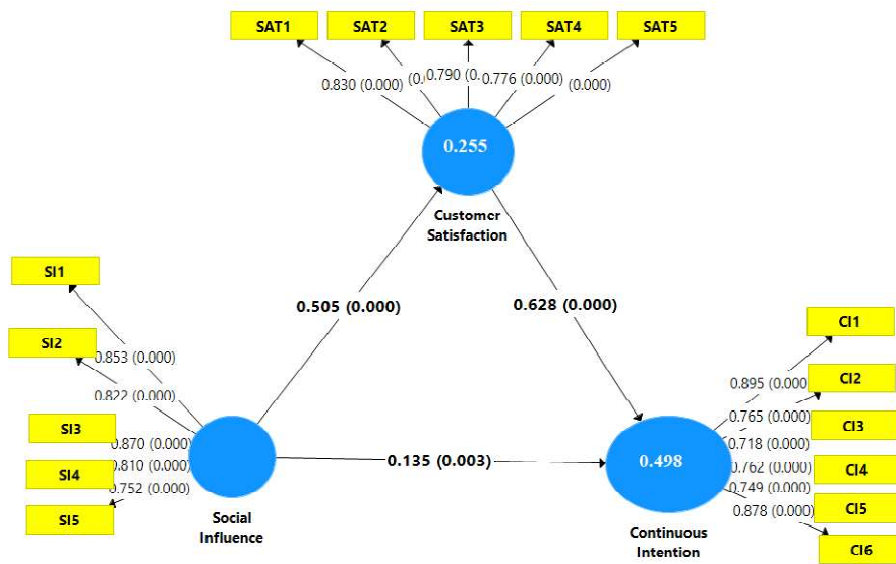 SAT1 SAT2 SAT3 SAT4 SAT5
0.830 (0.000) 0.790 0.776 (0.000) (0.000)
0.255
Customer
Satisfaction
SI1
0.505 (0.000)
0.628 (0.000)
CI1
SI2
0.853 (0.000)
0.895 (0.000
CI2
0.822 (0.000)
0.765 (0.000)
SI3
CI3
0.870 (0.000)
0.718 (0.000)
0.135 (0.003)
0.498
0.810 (0.000)
0.762 (0.000)
SI4
CI4
0.752 (0.000)
0.749 (0.000)
CI5
0.878 (0.000)
SI5
Social
Influence
Continuous
Intention
CI6